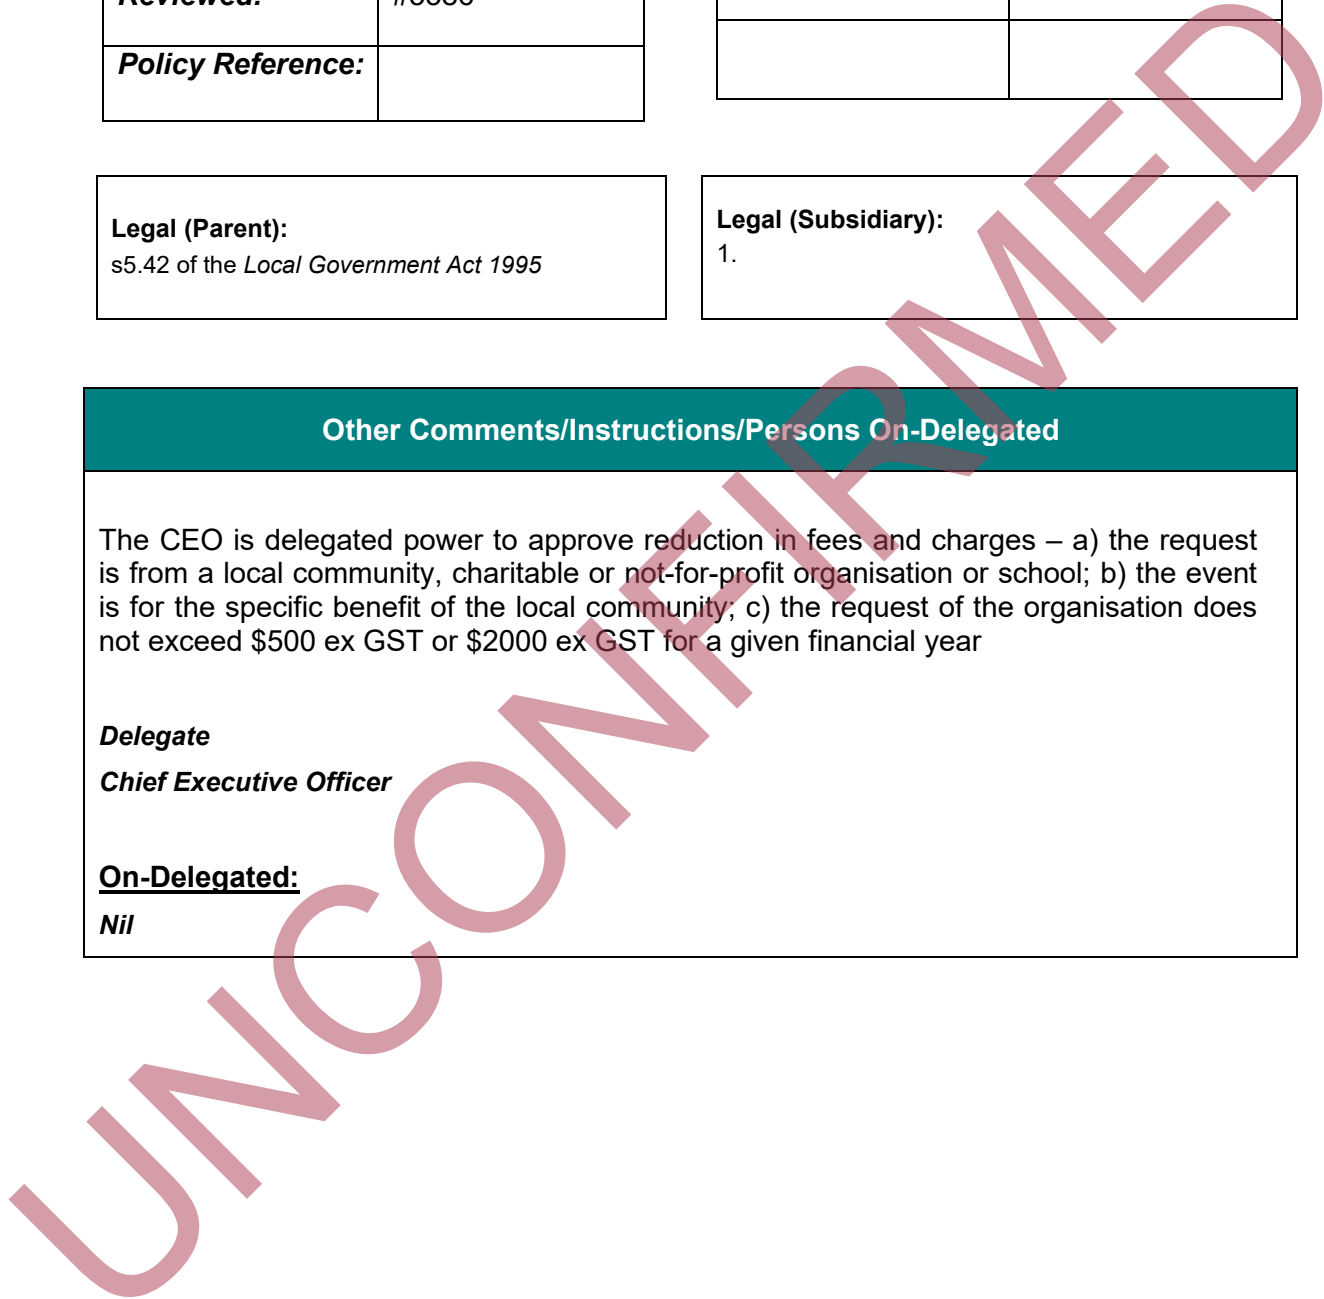 Policy Reference:
Legal (Parent):
s5.42 of the Local Government Act 1995
Legal (Subsidiary):
1.
Other Comments/Instructions/Persons On-Delegated
The CEO is delegated power to approve reduction in fees and charges – a) the request
is from a local community, charitable or not-for-profit organisation or school; b) the event
is for the specific benefit of the local community; c) the request of the organisation does
not exceed $500 ex GST or $2000 ex GST for a given financial year
Delegate
Chief Executive Officer
On-Delegated:
Nil
UNCONFIRMED